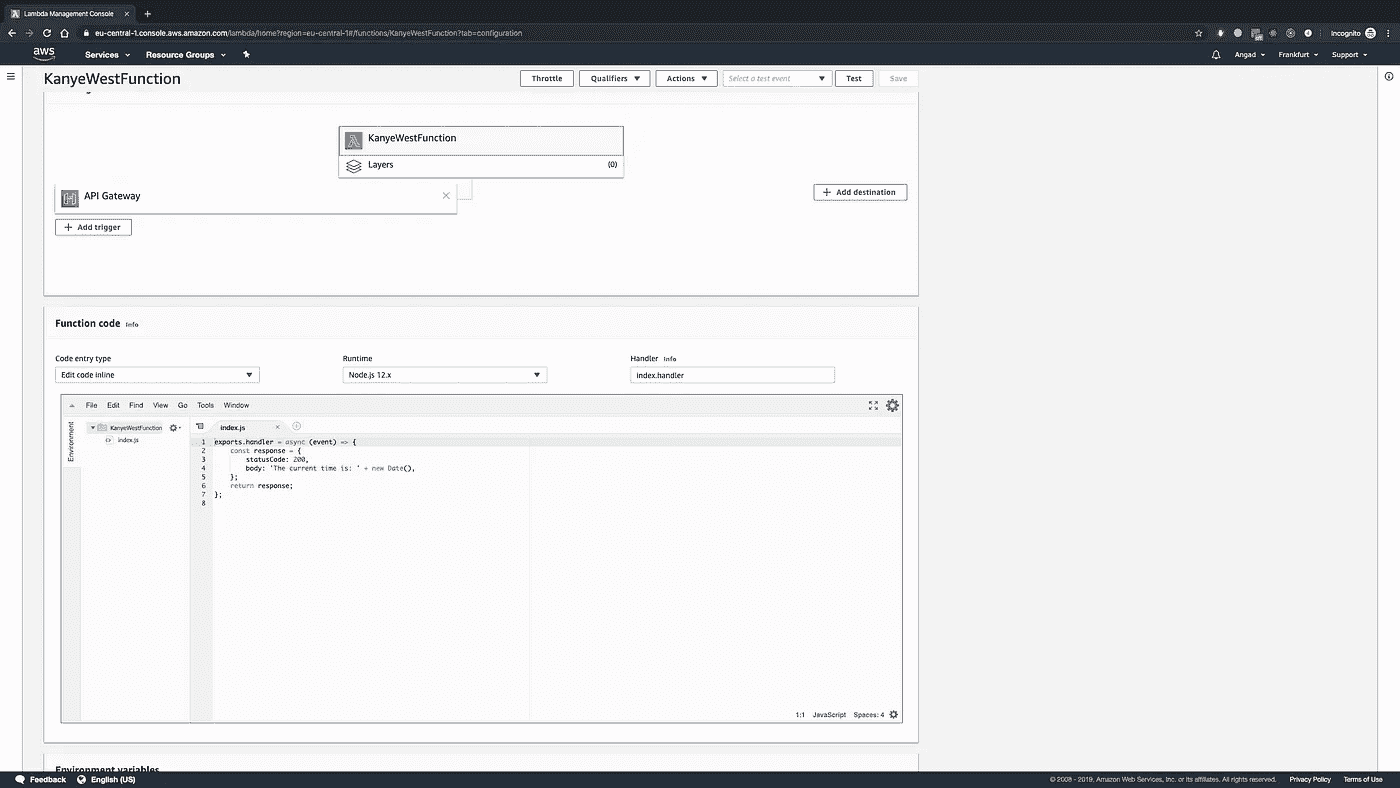 Lambda Management Console
eu-central-1.console.aws.amazon.com/lambda/home?region=eu-central-1#/functions/KanyeWestFunction?tab=configuration
Incognito
aws
Services
Resource Groups
Angad
Frankfurt
Support
KanyeWestFunction
Throttle
Qualifiers
Actions
Select a test event
Test
Save
KanyeWestFunction
Layers
(0)
API Gateway
Add destination
Add trigger
Function code Info
Code entry type
Runtime
Handler Info
Edit code inline
Node.js 12.x
index.handler
File Edit Find View Go Tools Window
Environment
KanyeWestFunction
index.js
index.js
1 exports.handler = async (event) => {
2 const response = {
3 statusCode: 200,
4 body: 'The current time is: ' + new Date(),
5 };
6 return response;
7 };
8
1:1 JavaScript Spaces: 4
Environment variables
Feedback
English (US)
© 2008 - 2019, Amazon Web Services, Inc. or its affiliates. All rights reserved.
Privacy Policy
Terms of Use